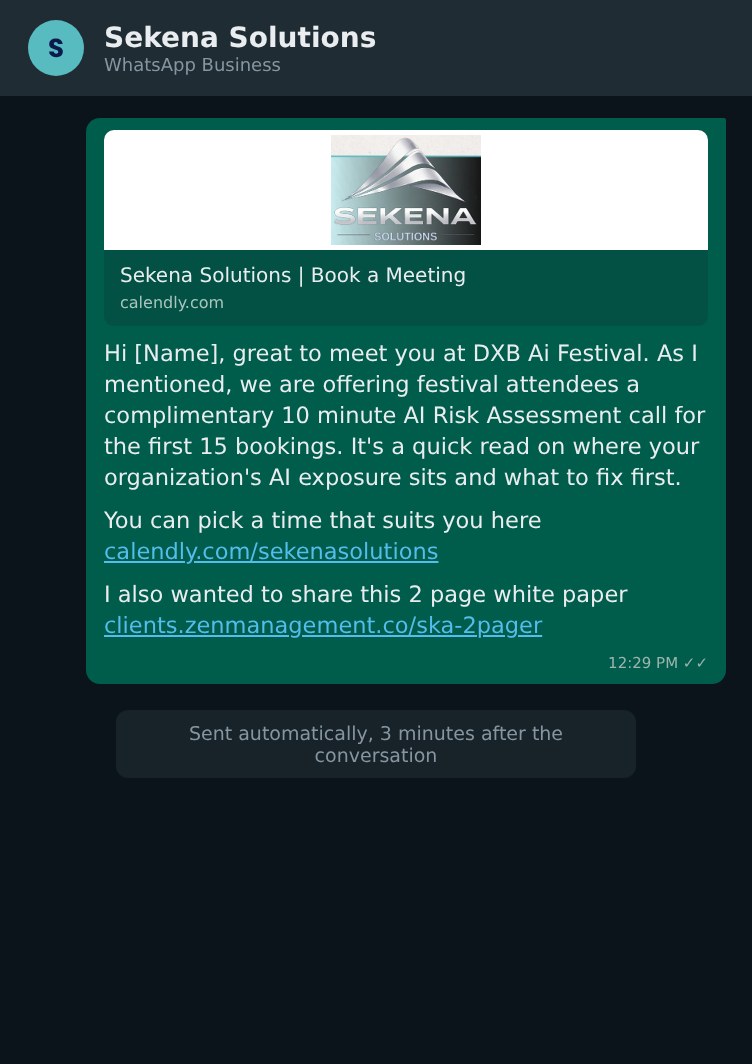 S
Sekena Solutions
WhatsApp Business
SEKENA
SOLUTIONS
Sekena Solutions | Book a Meeting
calendly.com
Hi [Name], great to meet you at DXB Ai Festival. As I
mentioned, we are offering festival attendees a
complimentary 10 minute AI Risk Assessment call for
the first 15 bookings. It's a quick read on where your
organization's AI exposure sits and what to fix first.
You can pick a time that suits you here
calendly.com/sekenasolutions
I also wanted to share this 2 page white paper
clients.zenmanagement.co/ska-2pager
12:29 PM ✓✓
Sent automatically, 3 minutes after the
conversation